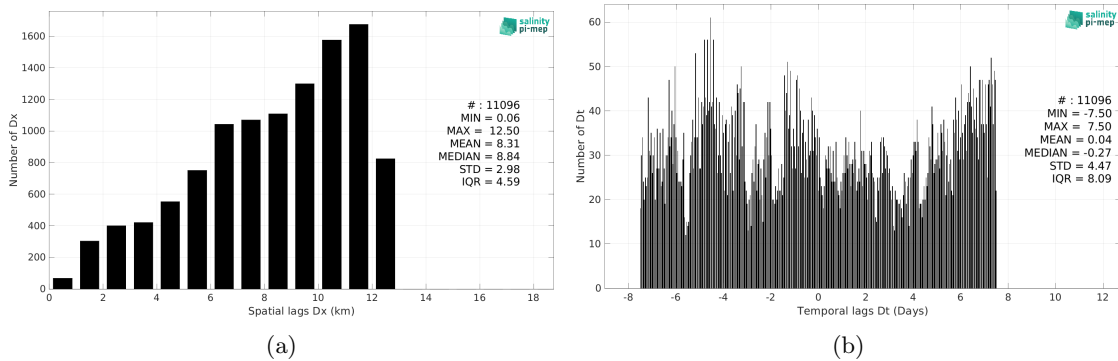 salinity
pi-mep
1600
1400
1200
1000
800
600
400
200
0
Number of Dx
# : 11096
MIN = 0.06
MAX = 12.50
MEAN = 8.31
MEDIAN = 8.84
STD = 2.98
IQR = 4.59
0 2 4 6 8 10 12 14 16 18
Spatial lags Dx (km)
(a)
salinity
pi-mep
60
50
40
30
20
10
0
Number of Dt
# : 11096
MIN = -7.50
MAX = 7.50
MEAN = 0.04
MEDIAN = -0.27
STD = 4.47
IQR = 8.09
-8 -6 -4 -2 0 2 4 6 8 10 12
Temporal lags Dt (Days)
(b)